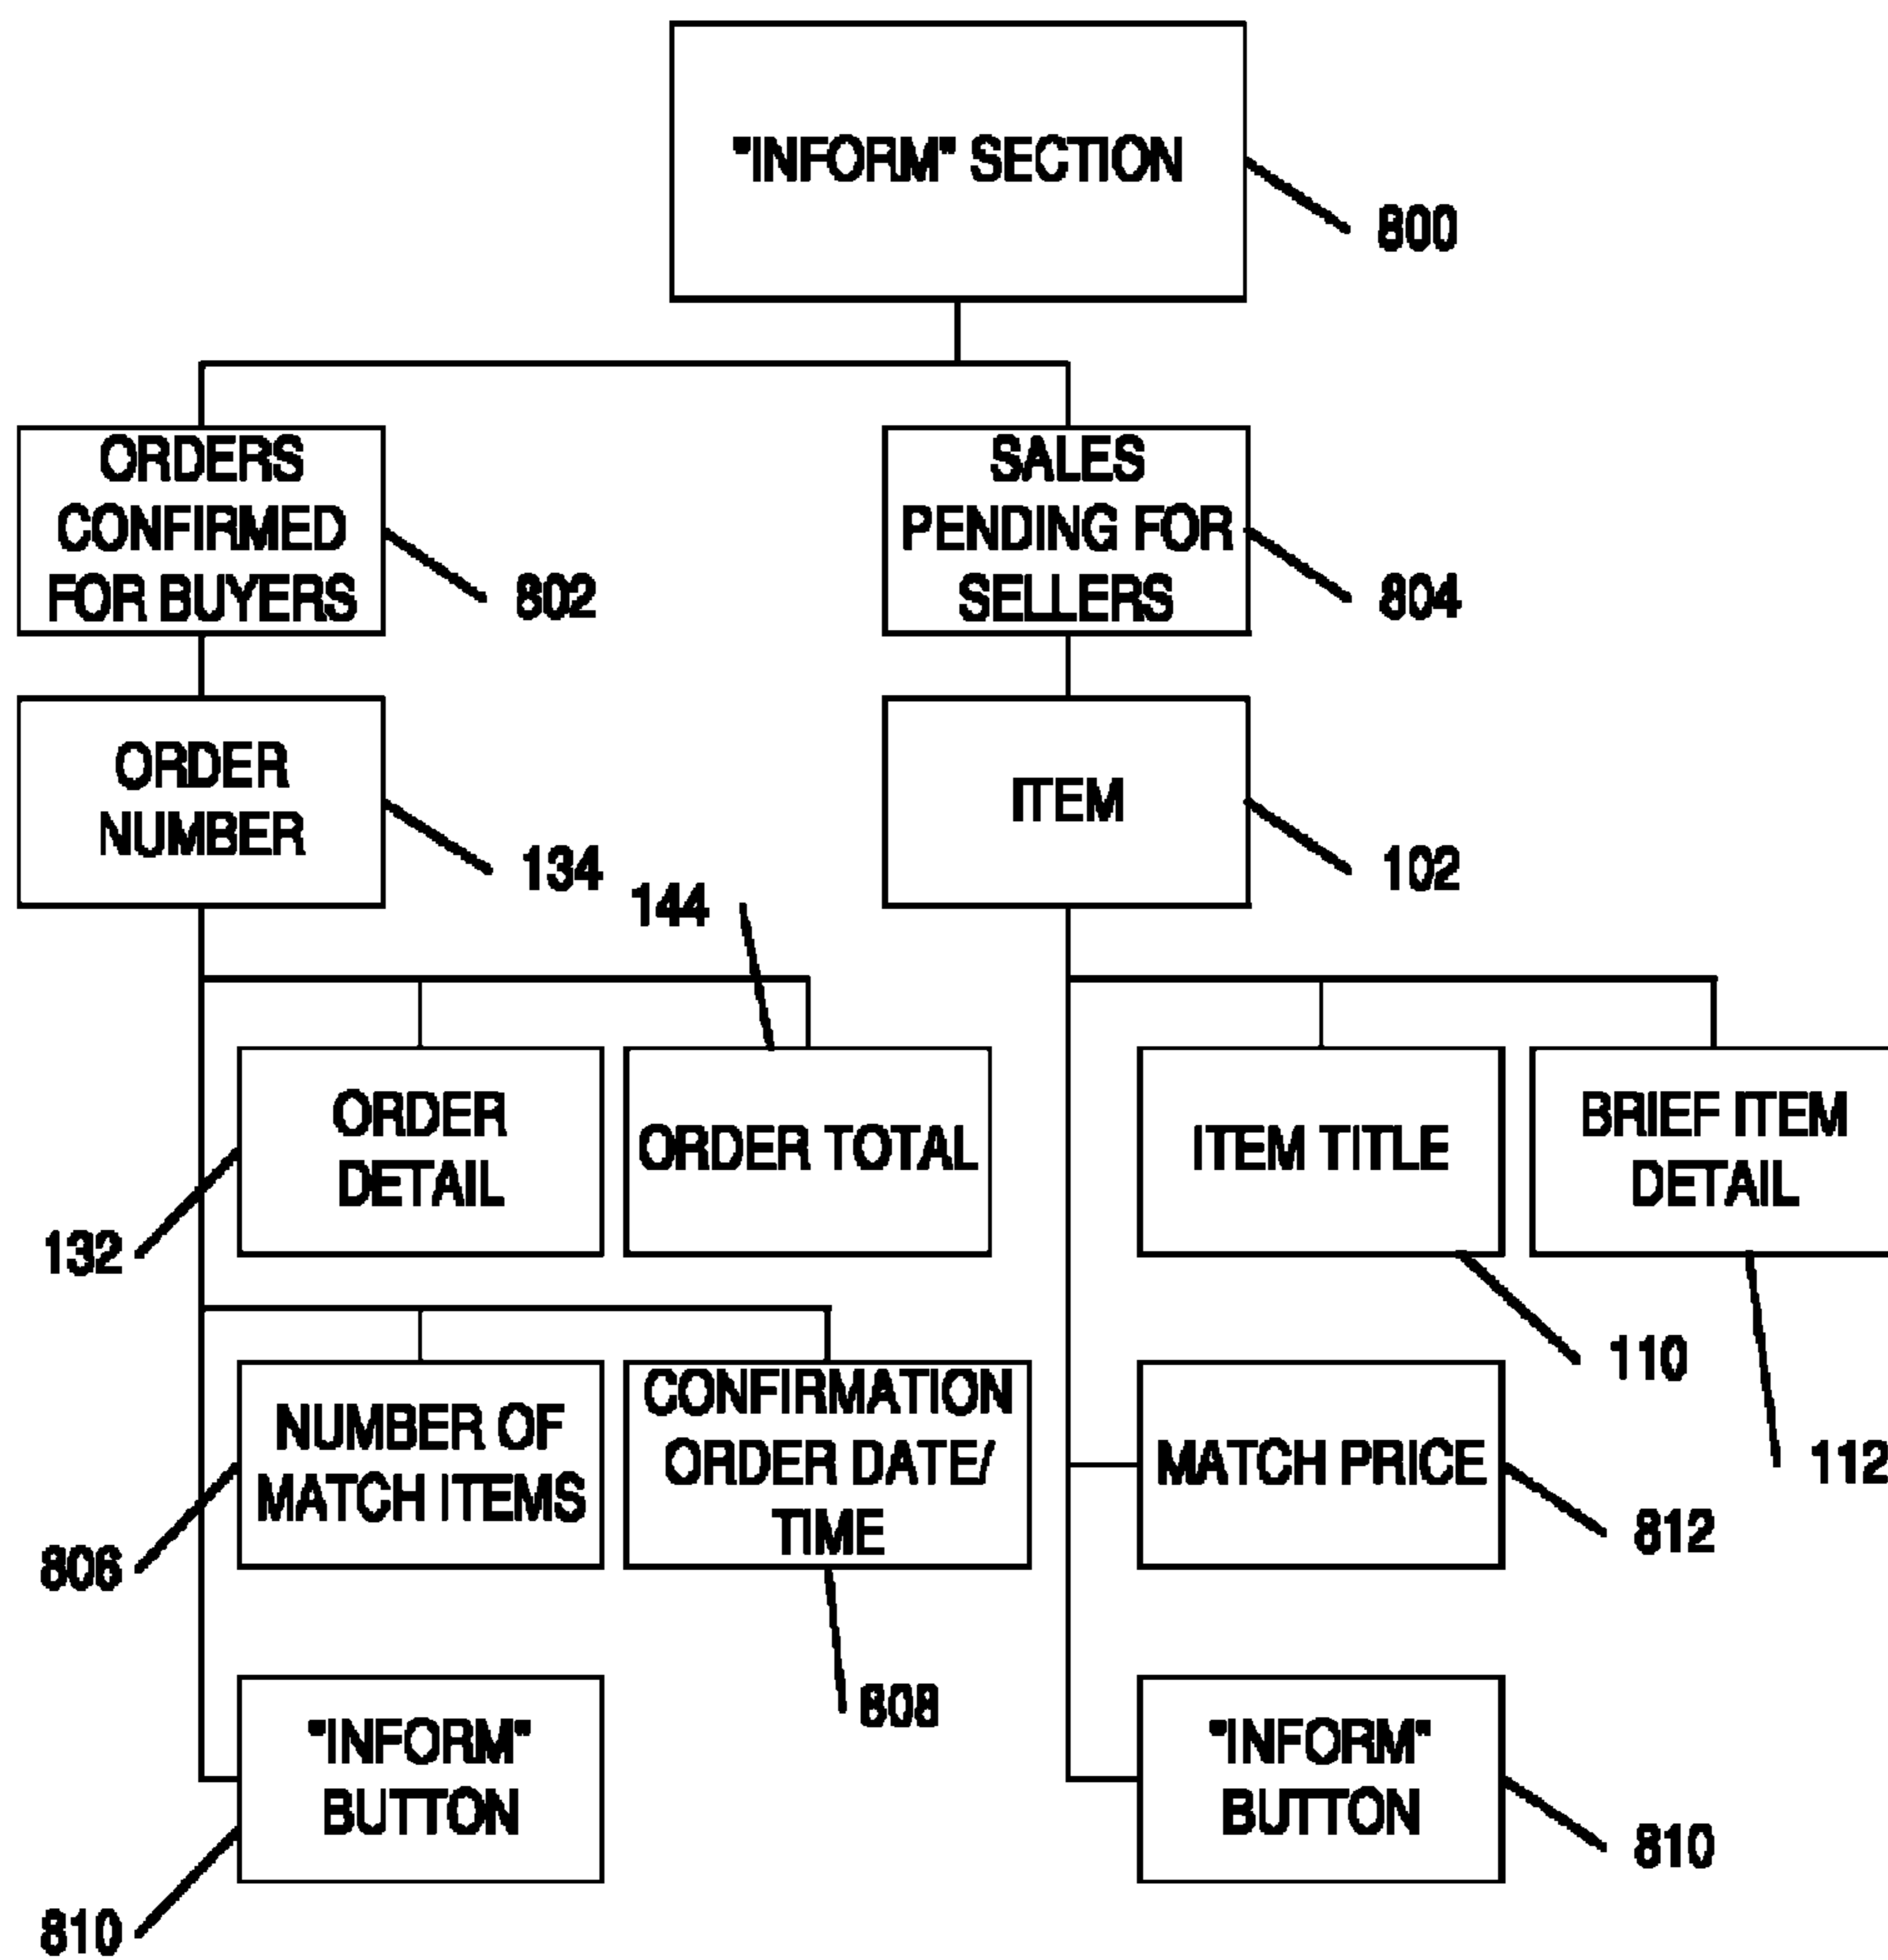 "INFORM" SECTION
800
ORDERS
CONFIRMED
FOR BUYERS
802
SALES
PENDING FOR
SELLERS
804
ORDER
NUMBER
134
ITEM
102
144
ORDER
DETAIL
132
ORDER TOTAL
ITEM TITLE
110
BRIEF ITEM
DETAIL
112
NUMBER OF
MATCH ITEMS
806
CONFIRMATION
ORDER DATE/
TIME
808
MATCH PRICE
812
"INFORM"
BUTTON
810
"INFORM"
BUTTON
810